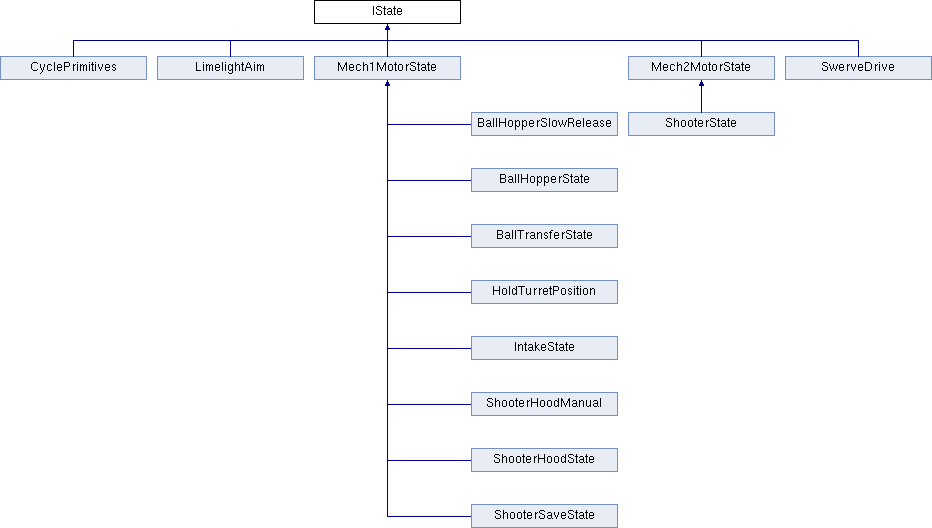 IState
CyclePrimitives
LimelightAim
Mech1MotorState
Mech2MotorState
SwerveDrive
BallHopperSlowRelease
ShooterState
BallHopperState
BallTransferState
HoldTurretPosition
IntakeState
ShooterHoodManual
ShooterHoodState
ShooterSaveState